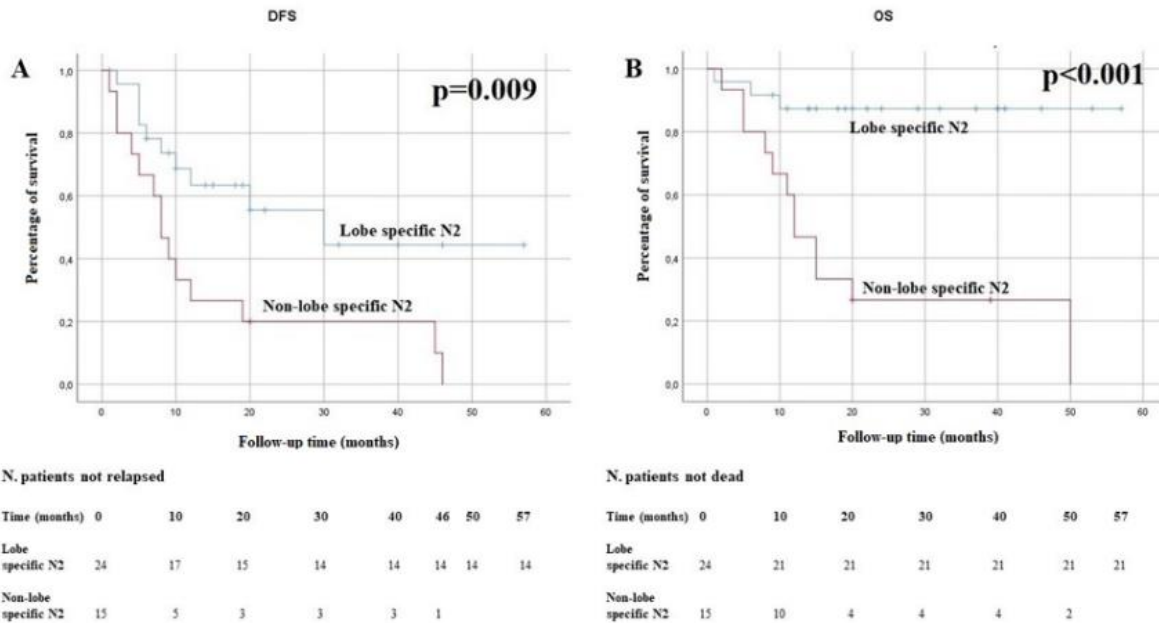 DFS
A
p=0.009
1,0
0,8
0,6
0,4
0,2
0,0
Percentage of survival
Lobe specific N2
Non-lobe specific N2
0 10 20 30 40 50 60
Follow-up time (months)
N. patients not relapsed
Time (months) 0 10 20 30 40 46 50 57
Lobe
specific N2 24 17 15 14 14 14 14 14
Non-lobe
specific N2 15 5 3 3 3 1
OS
B
p<0.001
1,0
0,8
0,6
0,4
0,2
0,0
Percentage of survival
Lobe specific N2
Non-lobe specific N2
0 10 20 30 40 50 60
Follow-up time (months)
N. patients not dead
Time (months) 0 10 20 30 40 50 57
Lobe
specific N2 24 21 21 21 21 21 21
Non-lobe
specific N2 15 10 4 4 4 2